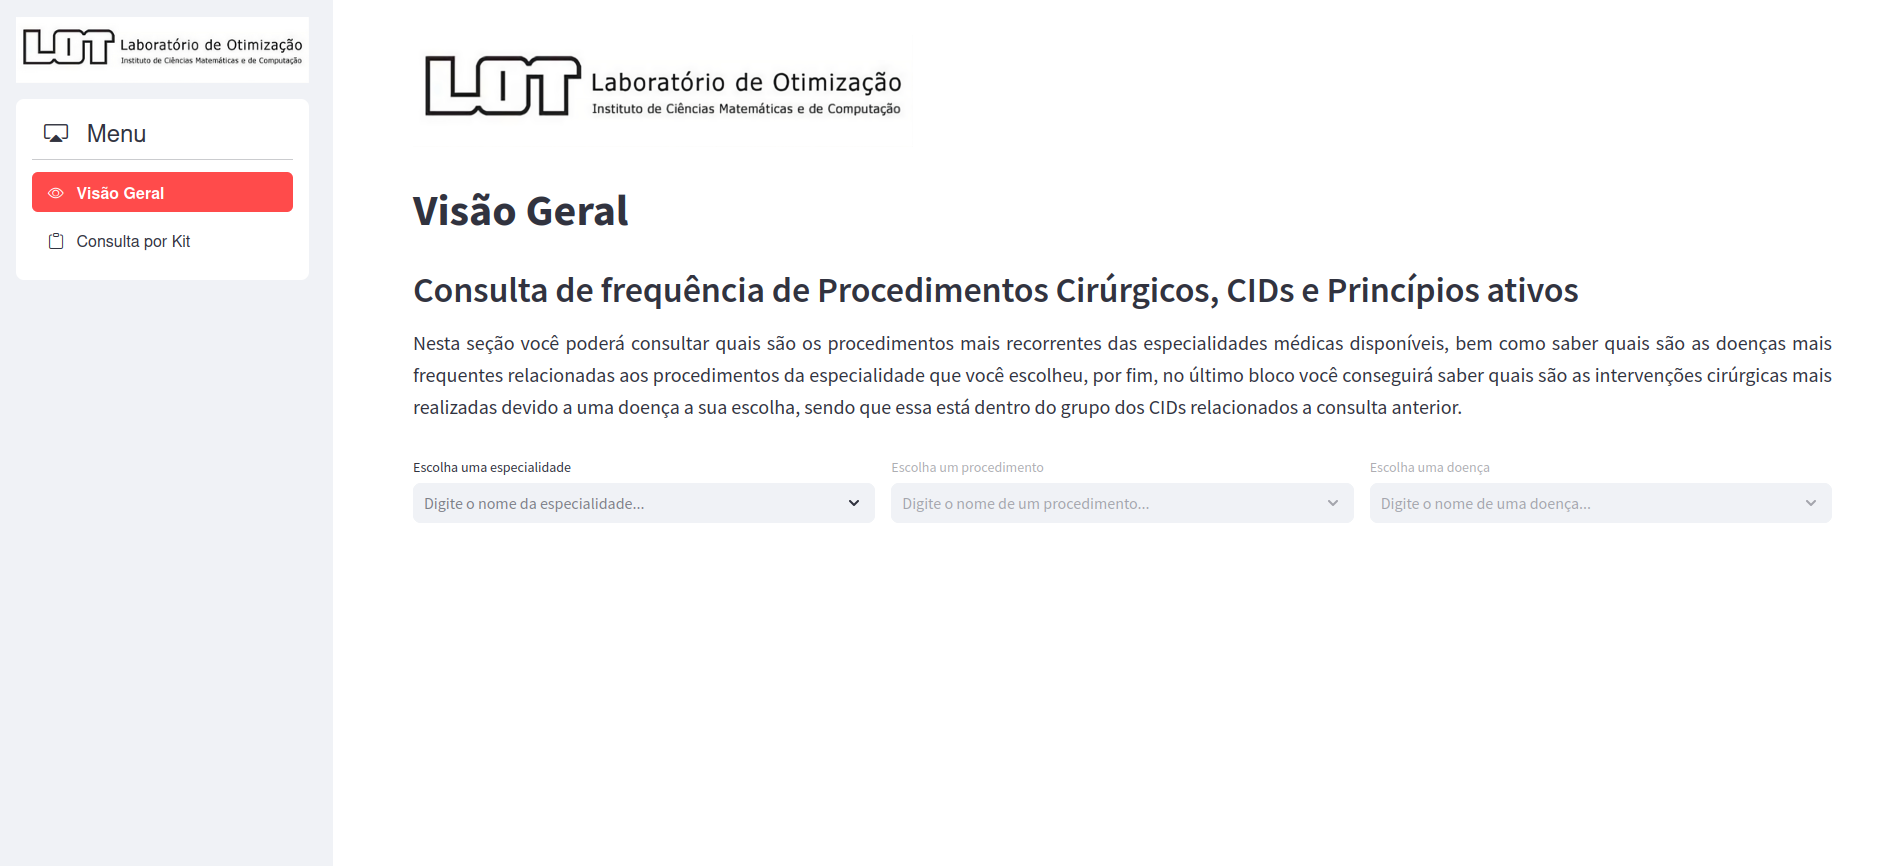 LOT Laboratório de Otimização
Instituto de Ciências Matemáticas e de Computação
Menu
Visão Geral
Consulta por Kit
LOT Laboratório de Otimização
Instituto de Ciências Matemáticas e de Computação
Visão Geral
Consulta de frequência de Procedimentos Cirúrgicos, CIDs e Princípios ativos
Nesta seção você poderá consultar quais são os procedimentos mais recorrentes das especialidades médicas disponíveis, bem como saber quais são as doenças mais
frequentes relacionadas aos procedimentos da especialidade que você escolheu, por fim, no último bloco você conseguirá saber quais são as intervenções cirúrgicas mais
realizadas devido a uma doença a sua escolha, sendo que essa está dentro do grupo dos CIDs relacionados a consulta anterior.
Escolha uma especialidade
Digite o nome da especialidade...
Escolha um procedimento
Digite o nome de um procedimento...
Escolha uma doença
Digite o nome de uma doença...